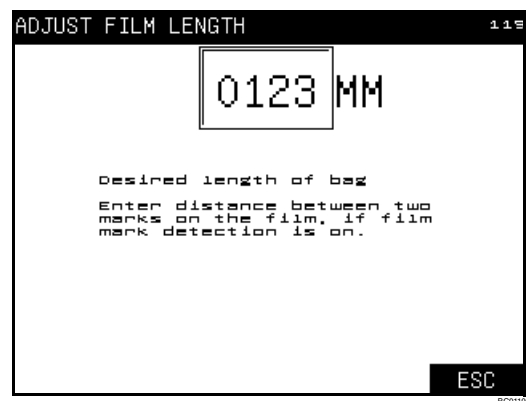 ADJUST FILM LENGTH 119
0123 MM
Desired length of bag
Enter distance between two
marks on the film, if film
mark detection is on.
ESC